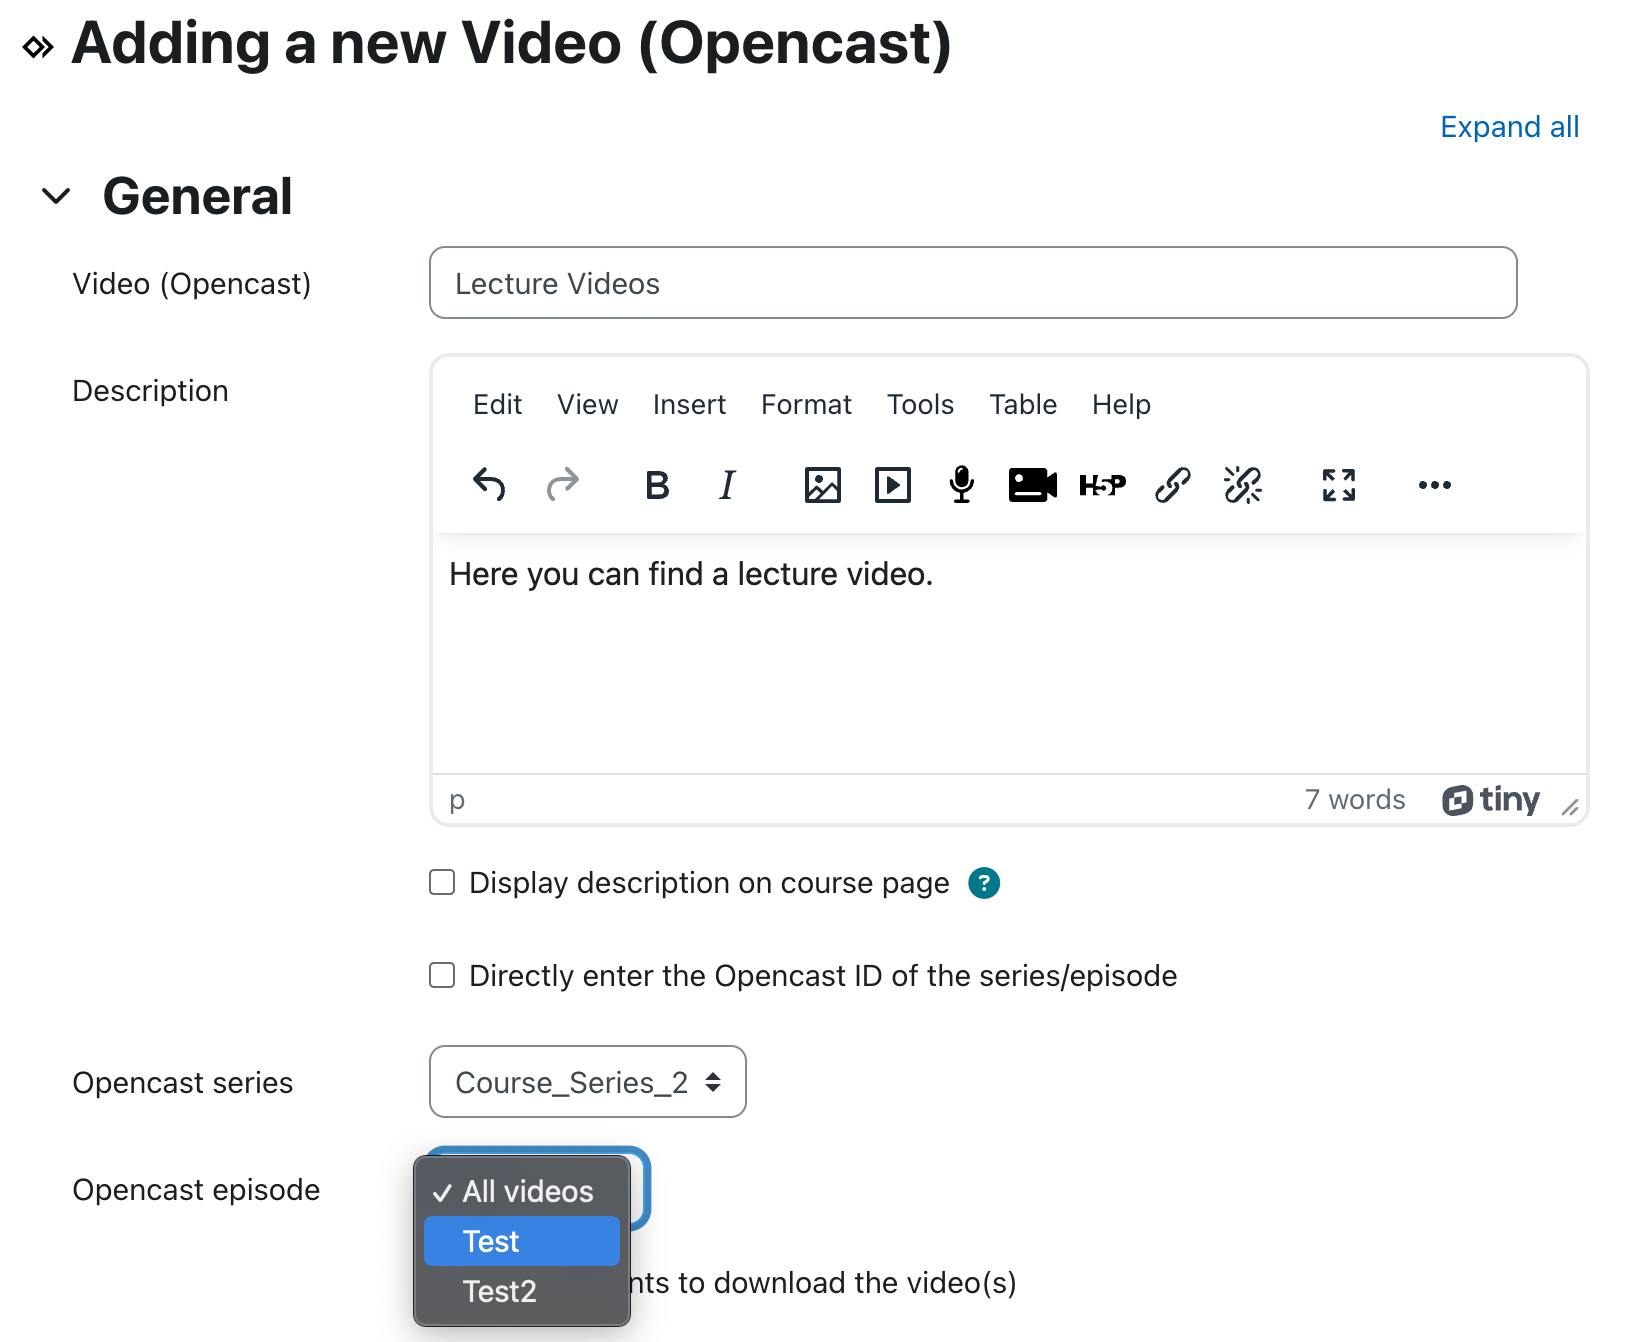 Adding a new Video (Opencast)
Expand all
General
Video (Opencast)
Lecture Videos
Description
Edit View Insert Format Tools Table Help
B I H5P
Here you can find a lecture video.
p
7 words
tiny
Display description on course page ?
Directly enter the Opencast ID of the series/episode
Opencast series
Course_Series_2
Opencast episode
All videos
Test
Test2
to download the video(s)